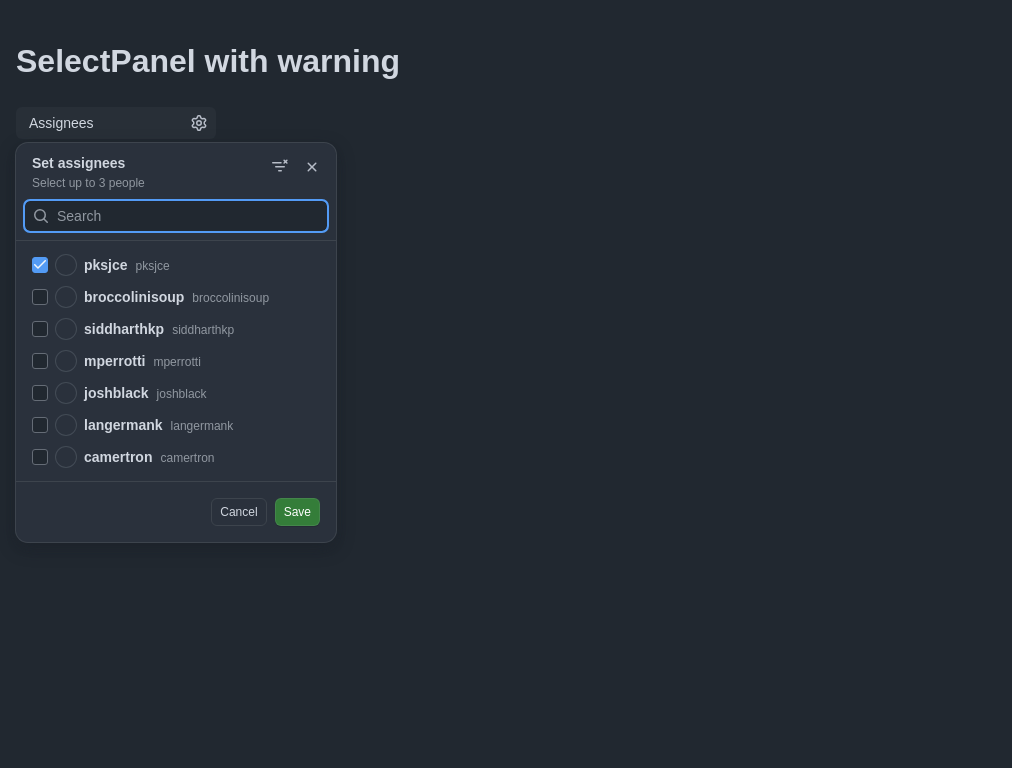 SelectPanel with warning
Assignees
Set assignees
Select up to 3 people
Search
pksjce pksjce
broccolinisoup broccolinisoup
siddharthkp siddharthkp
mperrotti mperrotti
joshblack joshblack
langermank langermank
camertron camertron
Cancel Save